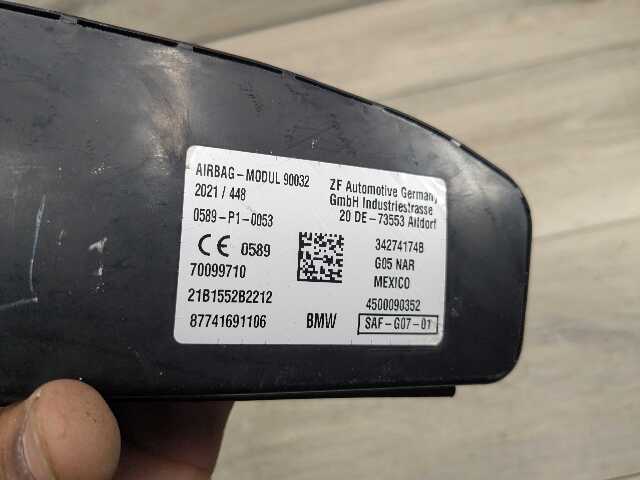 AIRBAG-MODUL 90032
2021 / 448
0589-P1-0053
CE 0589
70099710
21B1552B2212
87741691106
BMW
ZF Automotive Germany
GmbH Industriestrasse
20 DE-73553 Alfdorf
34274174B
G05 NAR
MEXICO
4500090352
SAF-G07-01